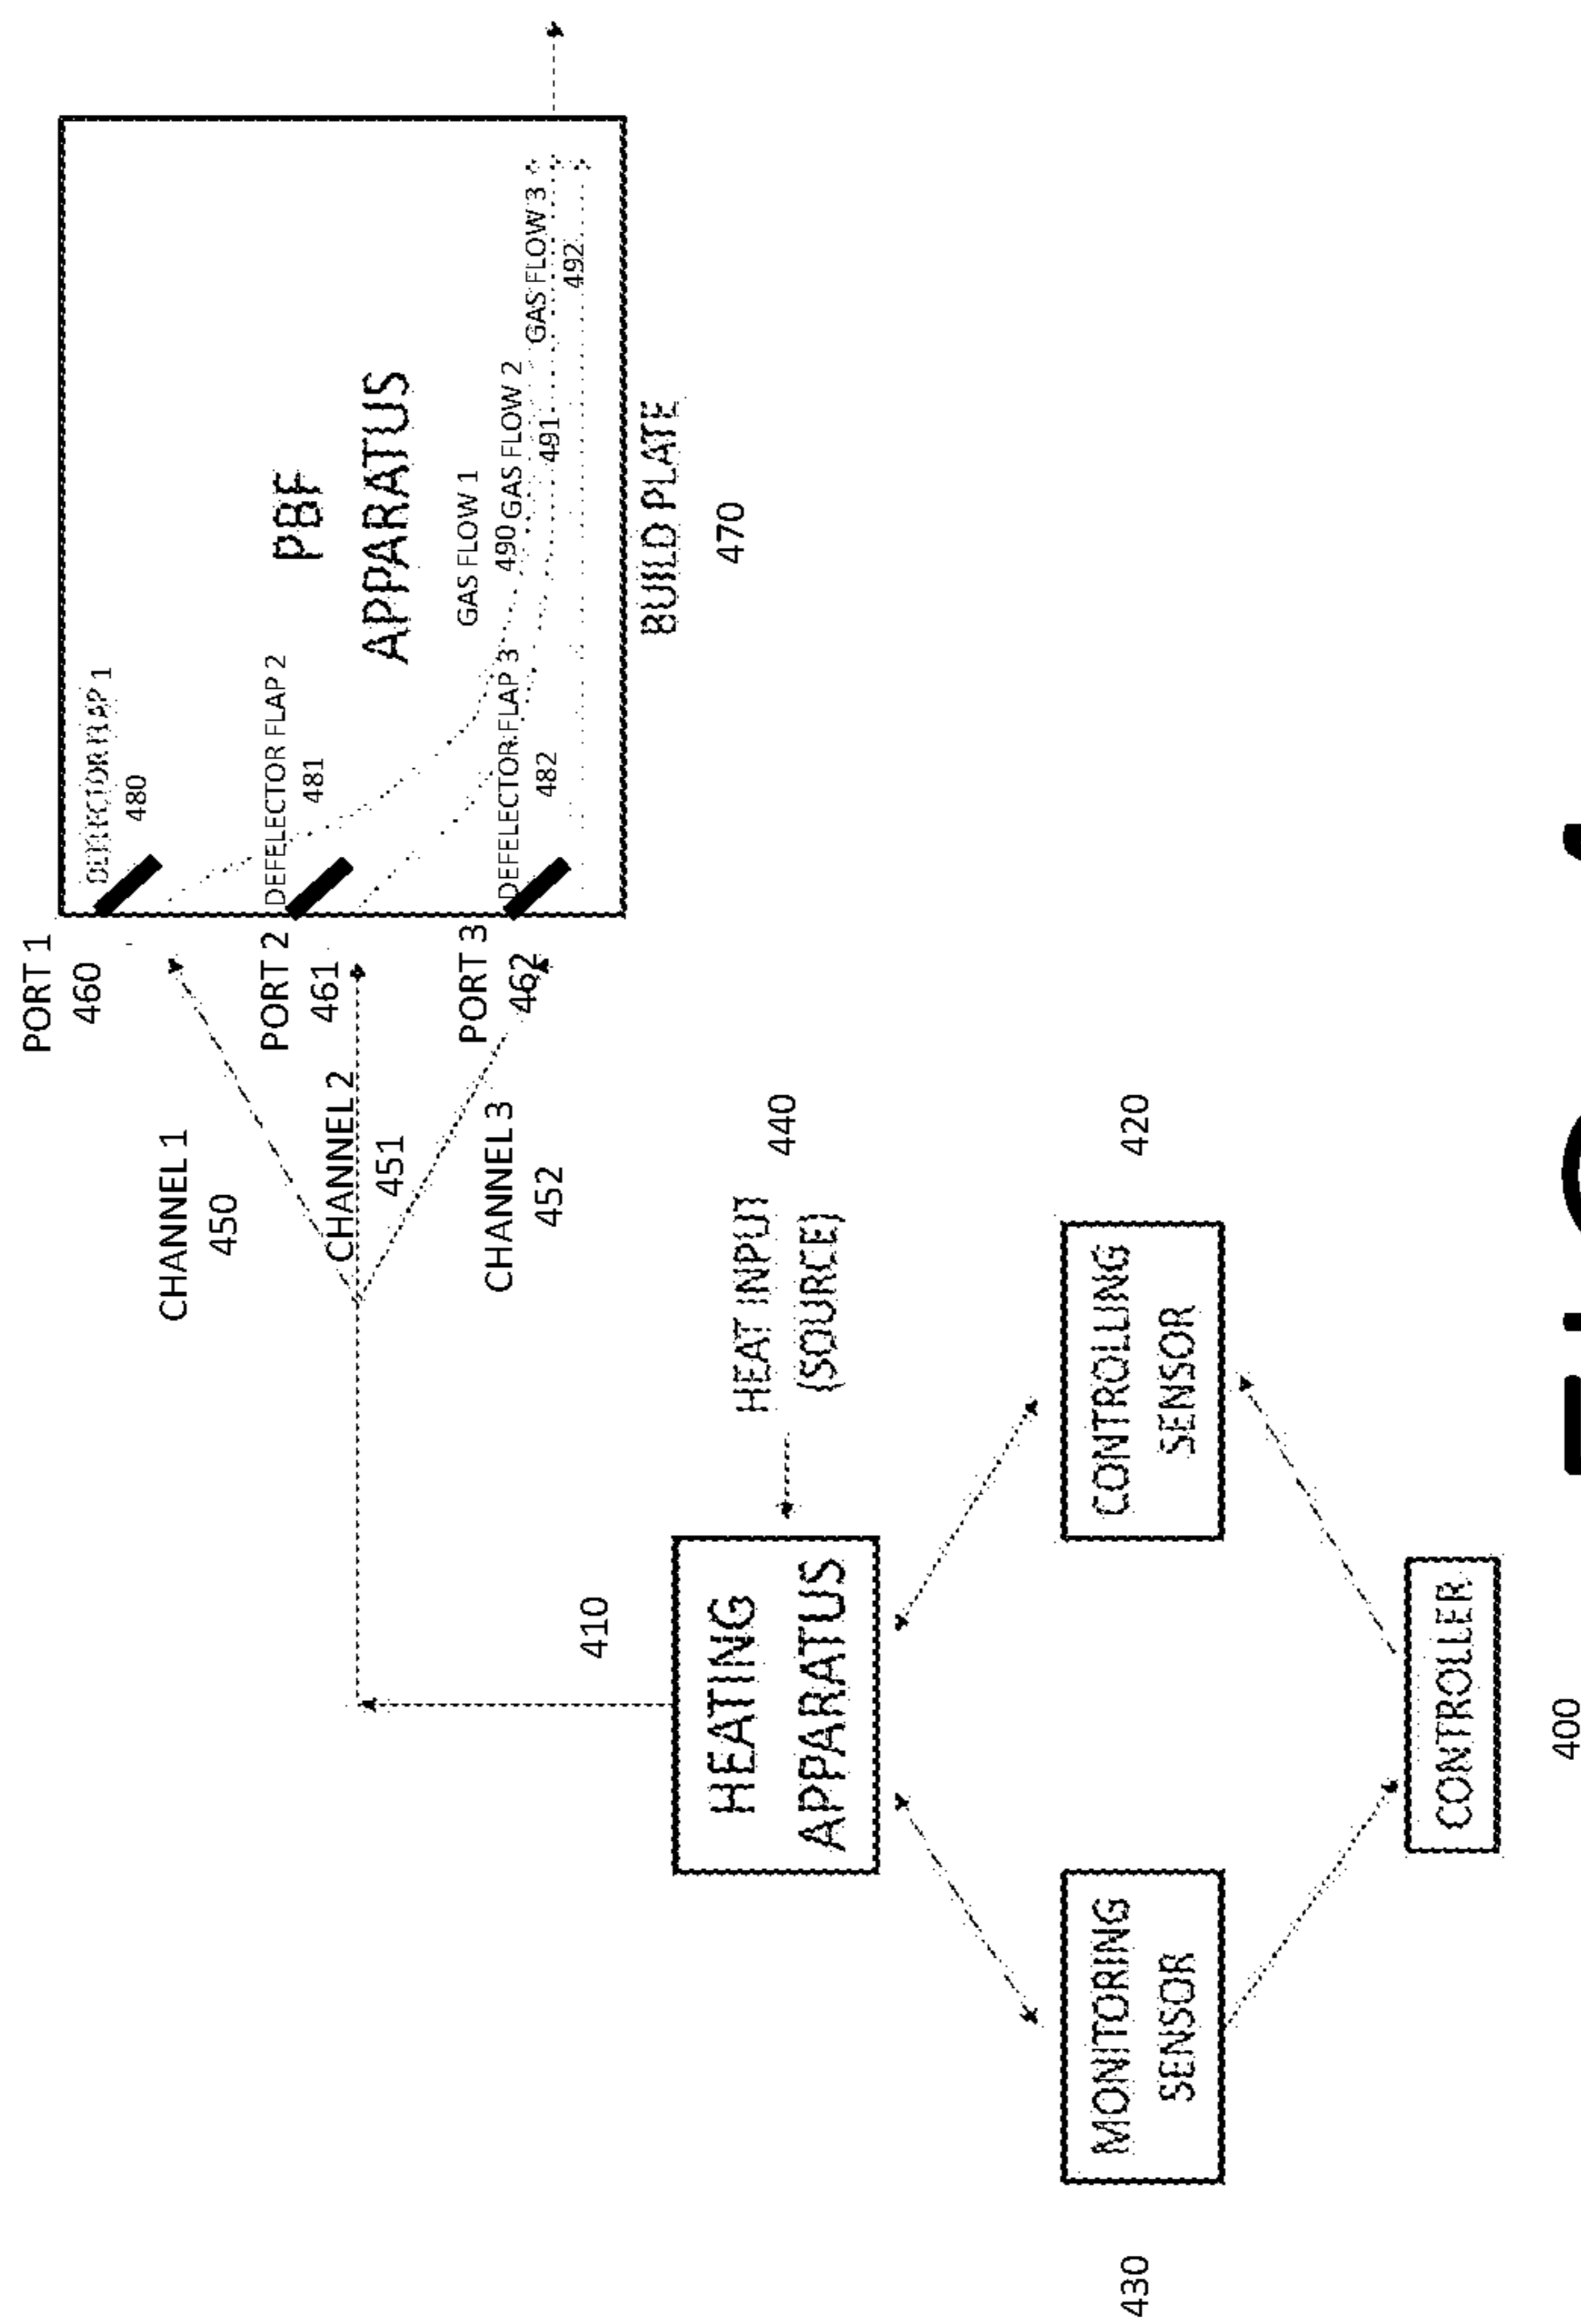 PORT 1
460
DEFELECTOR FLAP 1
480
PORT 2
461
DEFELECTOR FLAP 2
481
PORT 3
462
DEFELECTOR FLAP 3
482
PBF
APPARATUS
GAS FLOW 1
490
GAS FLOW 2
491
GAS FLOW 3
492
BUILD PLATE
470
CHANNEL 1
450
CHANNEL 2
451
CHANNEL 3
452
410
HEATING
APPARATUS
HEAT INPUT
(SOURCE)
440
MONITORING
SENSOR
430
CONTROLLING
SENSOR
420
CONTROLLER
400